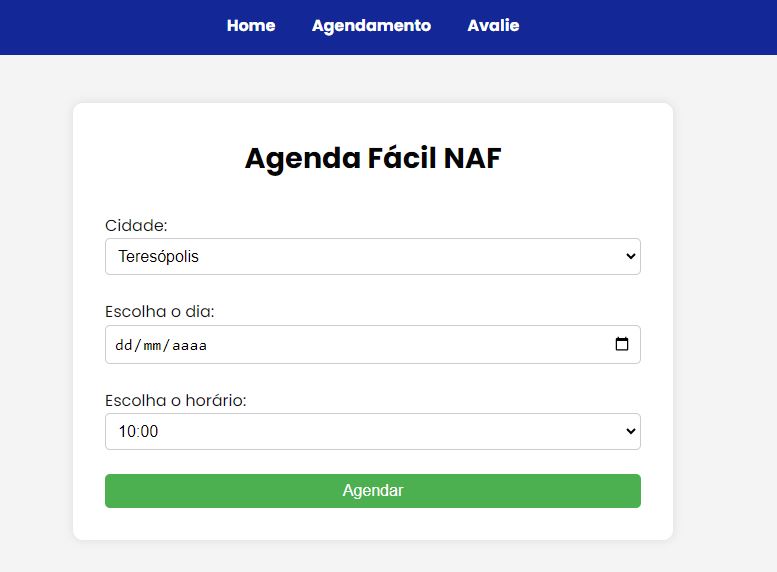 Home Agendamento Avalie
Agenda Fácil NAF
Cidade:
Teresópolis
Escolha o dia:
dd/mm/aaaa
Escolha o horário:
10:00
Agendar